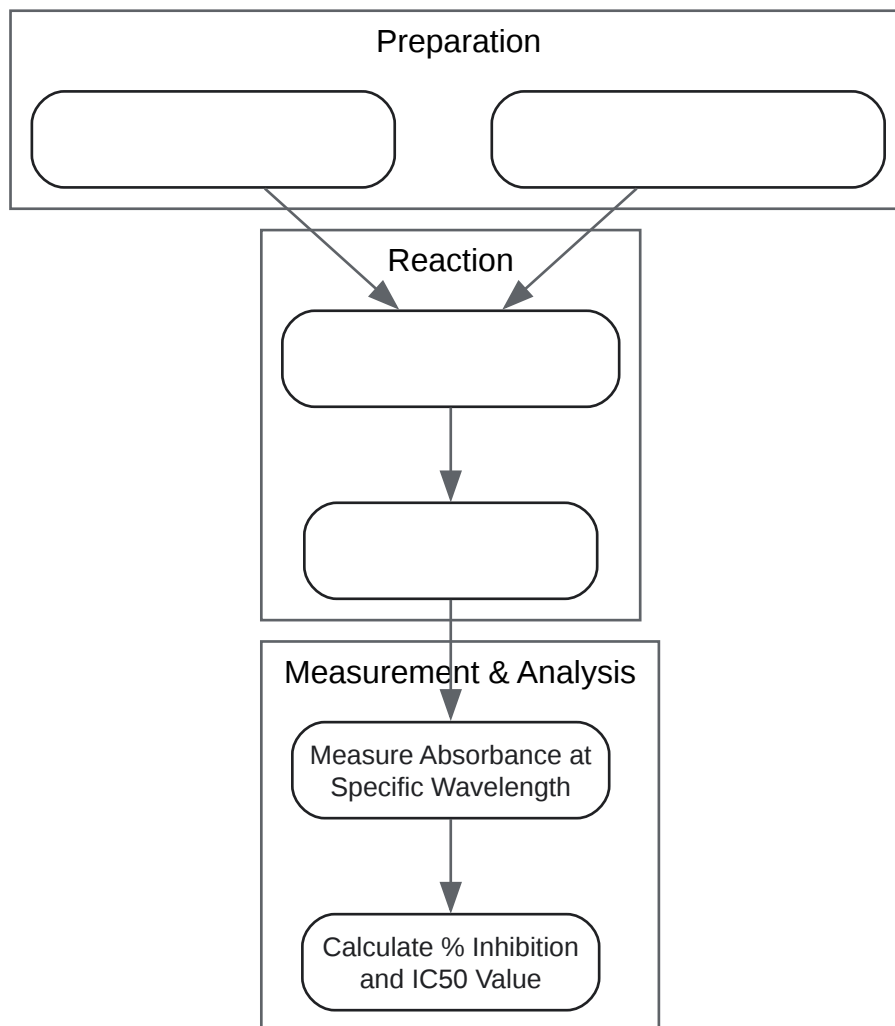 Preparation
Reaction
Measurement & Analysis
Measure Absorbance at
Specific Wavelength
Calculate % Inhibition
and IC50 Value